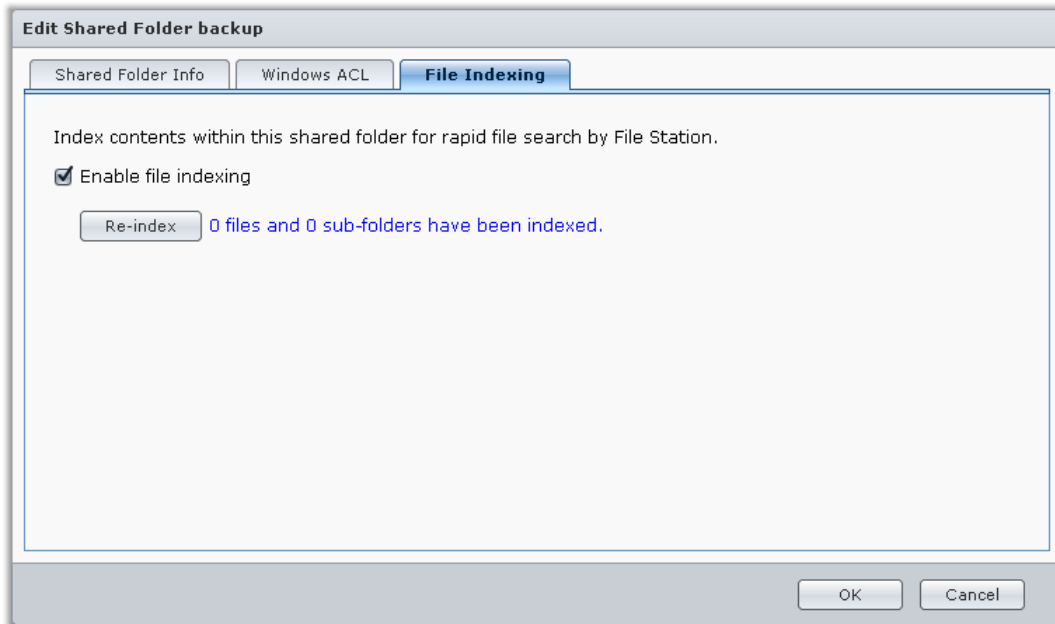 Edit Shared Folder backup
Shared Folder Info Windows ACL File Indexing
Index contents within this shared folder for rapid file search by File Station.
Enable file indexing
Re-index 0 files and 0 sub-folders have been indexed.
OK Cancel